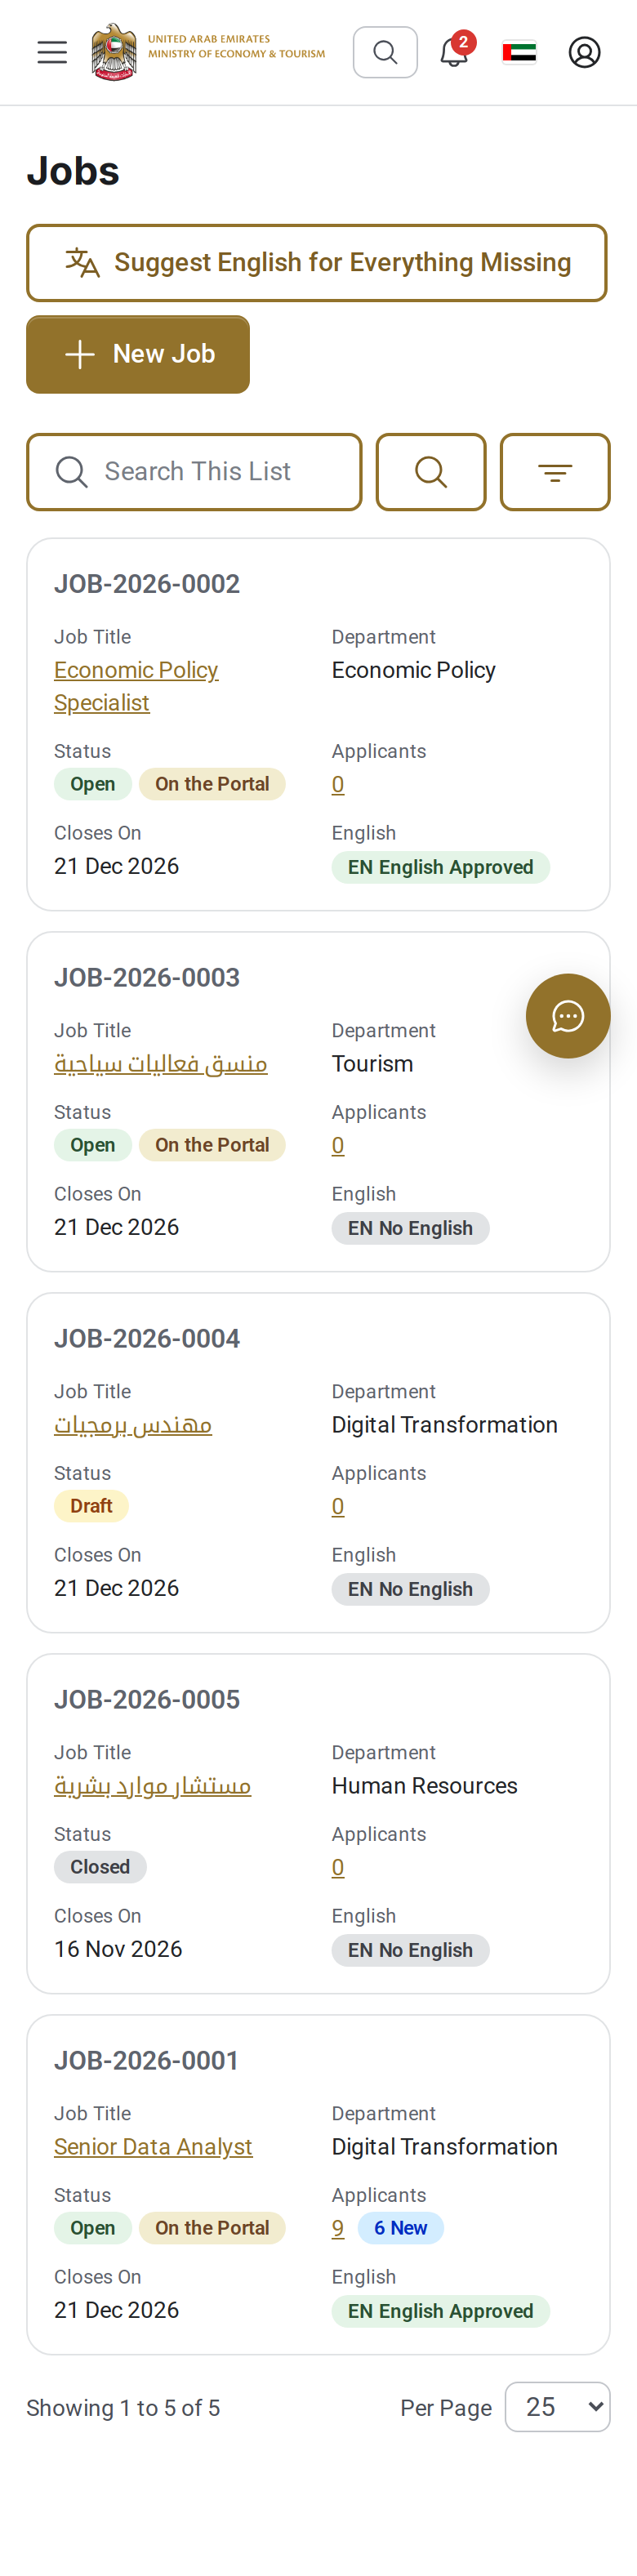 UNITED ARAB EMIRATES
MINISTRY OF ECONOMY & TOURISM
2
Jobs
Suggest English for Everything Missing
New Job
Search This List
JOB-2026-0002
Job Title
Department
Economic Policy Specialist
Economic Policy
Status
Applicants
Open
On the Portal
0
Closes On
English
21 Dec 2026
EN English Approved
JOB-2026-0003
Job Title
Department
منسق فعاليات سياحية
Tourism
Status
Applicants
Open
On the Portal
0
Closes On
English
21 Dec 2026
EN No English
JOB-2026-0004
Job Title
Department
مهندس برمجيات
Digital Transformation
Status
Applicants
Draft
0
Closes On
English
21 Dec 2026
EN No English
JOB-2026-0005
Job Title
Department
مستشار موارد بشرية
Human Resources
Status
Applicants
Closed
0
Closes On
English
16 Nov 2026
EN No English
JOB-2026-0001
Job Title
Department
Senior Data Analyst
Digital Transformation
Status
Applicants
Open
On the Portal
9
6 New
Closes On
English
21 Dec 2026
EN English Approved
Showing 1 to 5 of 5
Per Page
25